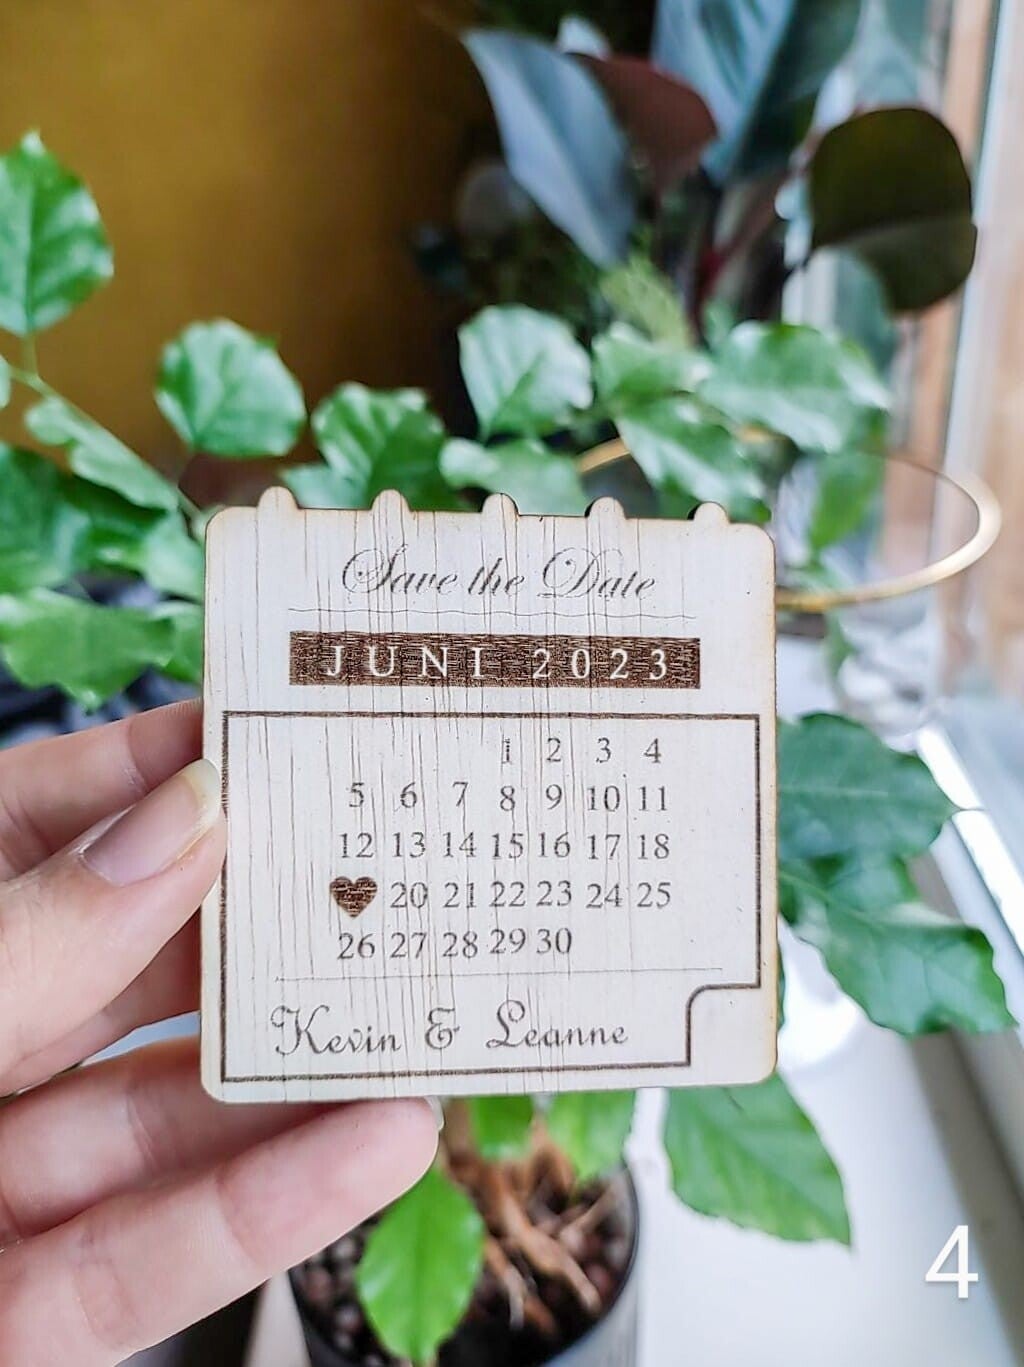 Save the Date
JUNI 2023
1 2 3 4
5 6 7 8 9 10 11
12 13 14 15 16 17 18
20 21 22 23 24 25
26 27 28 29 30
Kevin & Leanne
4